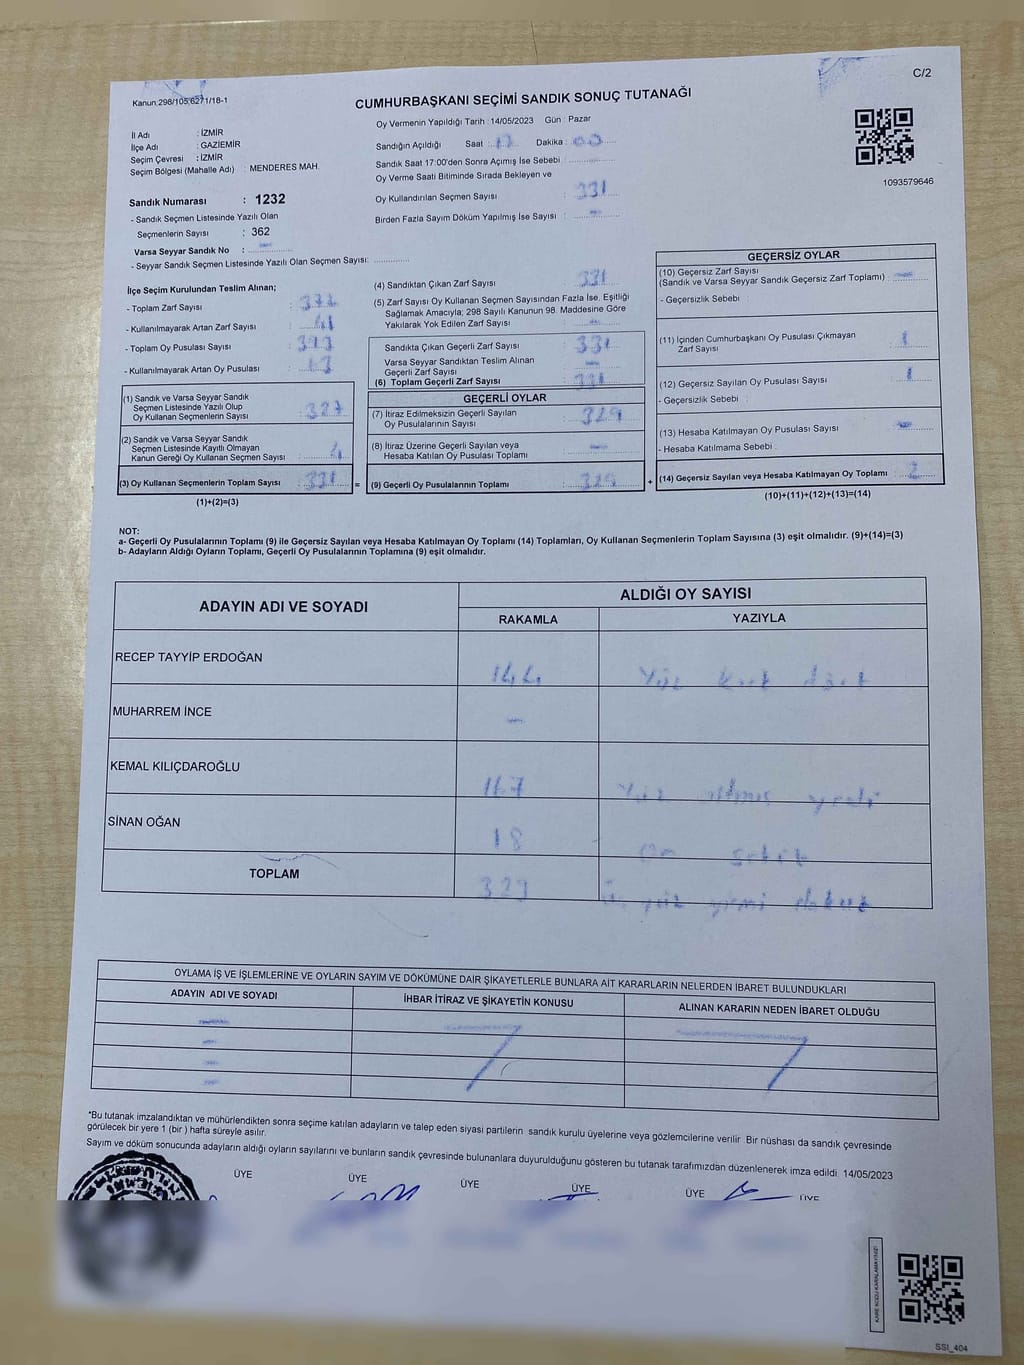 C/2
Kanun:298/105,6271/18-1
CUMHURBAŞKANI SEÇİMİ SANDIK SONUÇ TUTANAĞI
İl Adı : İZMİR
İlçe Adı : GAZİEMİR
Seçim Çevresi : İZMİR
Seçim Bölgesi (Mahalle Adı) : MENDERES MAH.
Oy Vermenin Yapıldığı Tarih : 14/05/2023 Gün : Pazar
Sandığın Açıldığı Saat : 17 Dakika : 00
Sandık Saat 17:00'den Sonra Açımış İse Sebebi :
Oy Verme Saati Bitiminde Sırada Bekleyen ve
Oy Kullandırılan Seçmen Sayısı : 331
Birden Fazla Sayım Döküm Yapılmış İse Sayısı : -
1093579646
Sandık Numarası : 1232
- Sandık Seçmen Listesinde Yazılı Olan
Seçmenlerin Sayısı : 362
Varsa Seyyar Sandık No : -
- Seyyar Sandık Seçmen Listesinde Yazılı Olan Seçmen Sayısı:
İlçe Seçim Kurulundan Teslim Alınan;
- Toplam Zarf Sayısı : 372
- Kullanılmayarak Artan Zarf Sayısı : 41
- Toplam Oy Pusulası Sayısı :
- Kullanılmayarak Artan Oy Pusulası :
(1) Sandık ve Varsa Seyyar Sandık
Seçmen Listesinde Yazılı Olup
Oy Kullanan Seçmenlerin Sayısı : 327
(2) Sandık ve Varsa Seyyar Sandık
Seçmen Listesinde Kayıtlı Olmayan
Kanun Gereği Oy Kullanan Seçmen Sayısı : 4
(3) Oy Kullanan Seçmenlerin Toplam Sayısı : 331
(1)+(2)=(3)
(4) Sandıktan Çıkan Zarf Sayısı : 331
(5) Zarf Sayısı Oy Kullanan Seçmen Sayısından Fazla İse, Eşitliği
Sağlamak Amacıyla; 298 Sayılı Kanunun 98. Maddesine Göre
Yakılarak Yok Edilen Zarf Sayısı : -
Sandıkta Çıkan Geçerli Zarf Sayısı : 331
Varsa Seyyar Sandıktan Teslim Alınan
Geçerli Zarf Sayısı : -
(6) Toplam Geçerli Zarf Sayısı : 331
=
GEÇERLİ OYLAR
(7) İtiraz Edilmeksizin Geçerli Sayılan
Oy Pusulalarının Sayısı : 329
(8) İtiraz Üzerine Geçerli Sayılan veya
Hesaba Katılan Oy Pusulası Toplamı : -
(9) Geçerli Oy Pusulalarının Toplamı : 329
+
GEÇERSİZ OYLAR
(10) Geçersiz Zarf Sayısı
(Sandık ve Varsa Seyyar Sandık Geçersiz Zarf Toplamı) : -
- Geçersizlik Sebebi
(11) İçinden Cumhurbaşkanı Oy Pusulası Çıkmayan
Zarf Sayısı : 1
(12) Geçersiz Sayılan Oy Pusulası Sayısı : 1
- Geçersizlik Sebebi :
(13) Hesaba Katılmayan Oy Pusulası Sayısı : -
- Hesaba Katılmama Sebebi :
(14) Geçersiz Sayılan veya Hesaba Katılmayan Oy Toplamı : 2
(10)+(11)+(12)+(13)=(14)
NOT:
a- Geçerli Oy Pusulalarının Toplamı (9) ile Geçersiz Sayılan veya Hesaba Katılmayan Oy Toplamı (14) Toplamları, Oy Kullanan Seçmenlerin Toplam Sayısına (3) eşit olmalıdır. (9)+(14)=(3)
b- Adayların Aldığı Oyların Toplamı, Geçerli Oy Pusulalarının Toplamına (9) eşit olmalıdır.
ADAYIN ADI VE SOYADI
ALDIĞI OY SAYISI
RAKAMLA YAZIYLA
RECEP TAYYİP ERDOĞAN 144 Yüz kırk dört
MUHARREM İNCE -
KEMAL KILIÇDAROĞLU 167 Yüz altmış yedi
SİNAN OĞAN 18 On sekiz
TOPLAM 329 Üç yüz yirmi dokuz
OYLAMA İŞ VE İŞLEMLERİNE VE OYLARIN SAYIM VE DÖKÜMÜNE DAİR ŞİKAYETLERLE BUNLARA AİT KARARLARIN NELERDEN İBARET BULUNDUKLARI
ADAYIN ADI VE SOYADI İHBAR İTİRAZ VE ŞİKAYETİN KONUSU ALINAN KARARIN NEDEN İBARET OLDUĞU
*Bu tutanak imzalandıktan ve mühürlendikten sonra seçime katılan adayların ve talep eden siyasi partilerin sandık kurulu üyelerine veya gözlemcilerine verilir Bir nüshası da sandık çevresinde
görülecek bir yere 1 (bir ) hafta süreyle asılır.
Sayım ve döküm sonucunda adayların aldığı oyların sayılarını ve bunların sandık çevresinde bulunanlara duyurulduğunu gösteren bu tutanak tarafımızdan düzenlenerek imza edildi 14/05/2023
ÜYE ÜYE ÜYE ÜYE ÜYE ÜYE
KARE KODU KARALAMAYINIZ!
SSI_404